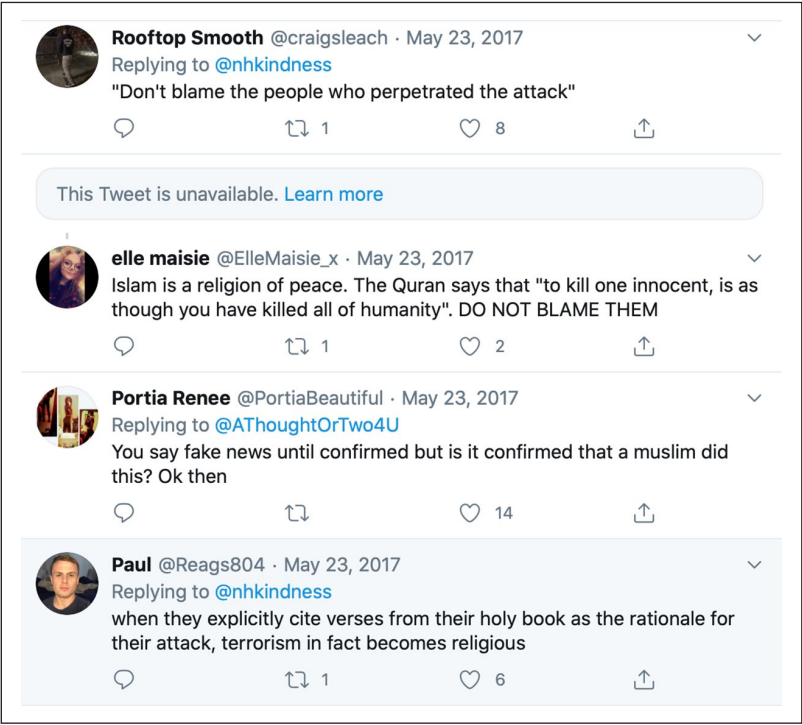 Rooftop Smooth @craigsleach · May 23, 2017
Replying to @nhkindness
"Don't blame the people who perpetrated the attack"
1 8
This Tweet is unavailable. Learn more
elle maisie @ElleMaisie_x · May 23, 2017
Islam is a religion of peace. The Quran says that "to kill one innocent, is as
though you have killed all of humanity". DO NOT BLAME THEM
1 2
Portia Renee @PortiaBeautiful · May 23, 2017
Replying to @AThoughtOrTwo4U
You say fake news until confirmed but is it confirmed that a muslim did
this? Ok then
14
Paul @Reags804 · May 23, 2017
Replying to @nhkindness
when they explicitly cite verses from their holy book as the rationale for
their attack, terrorism in fact becomes religious
1 6